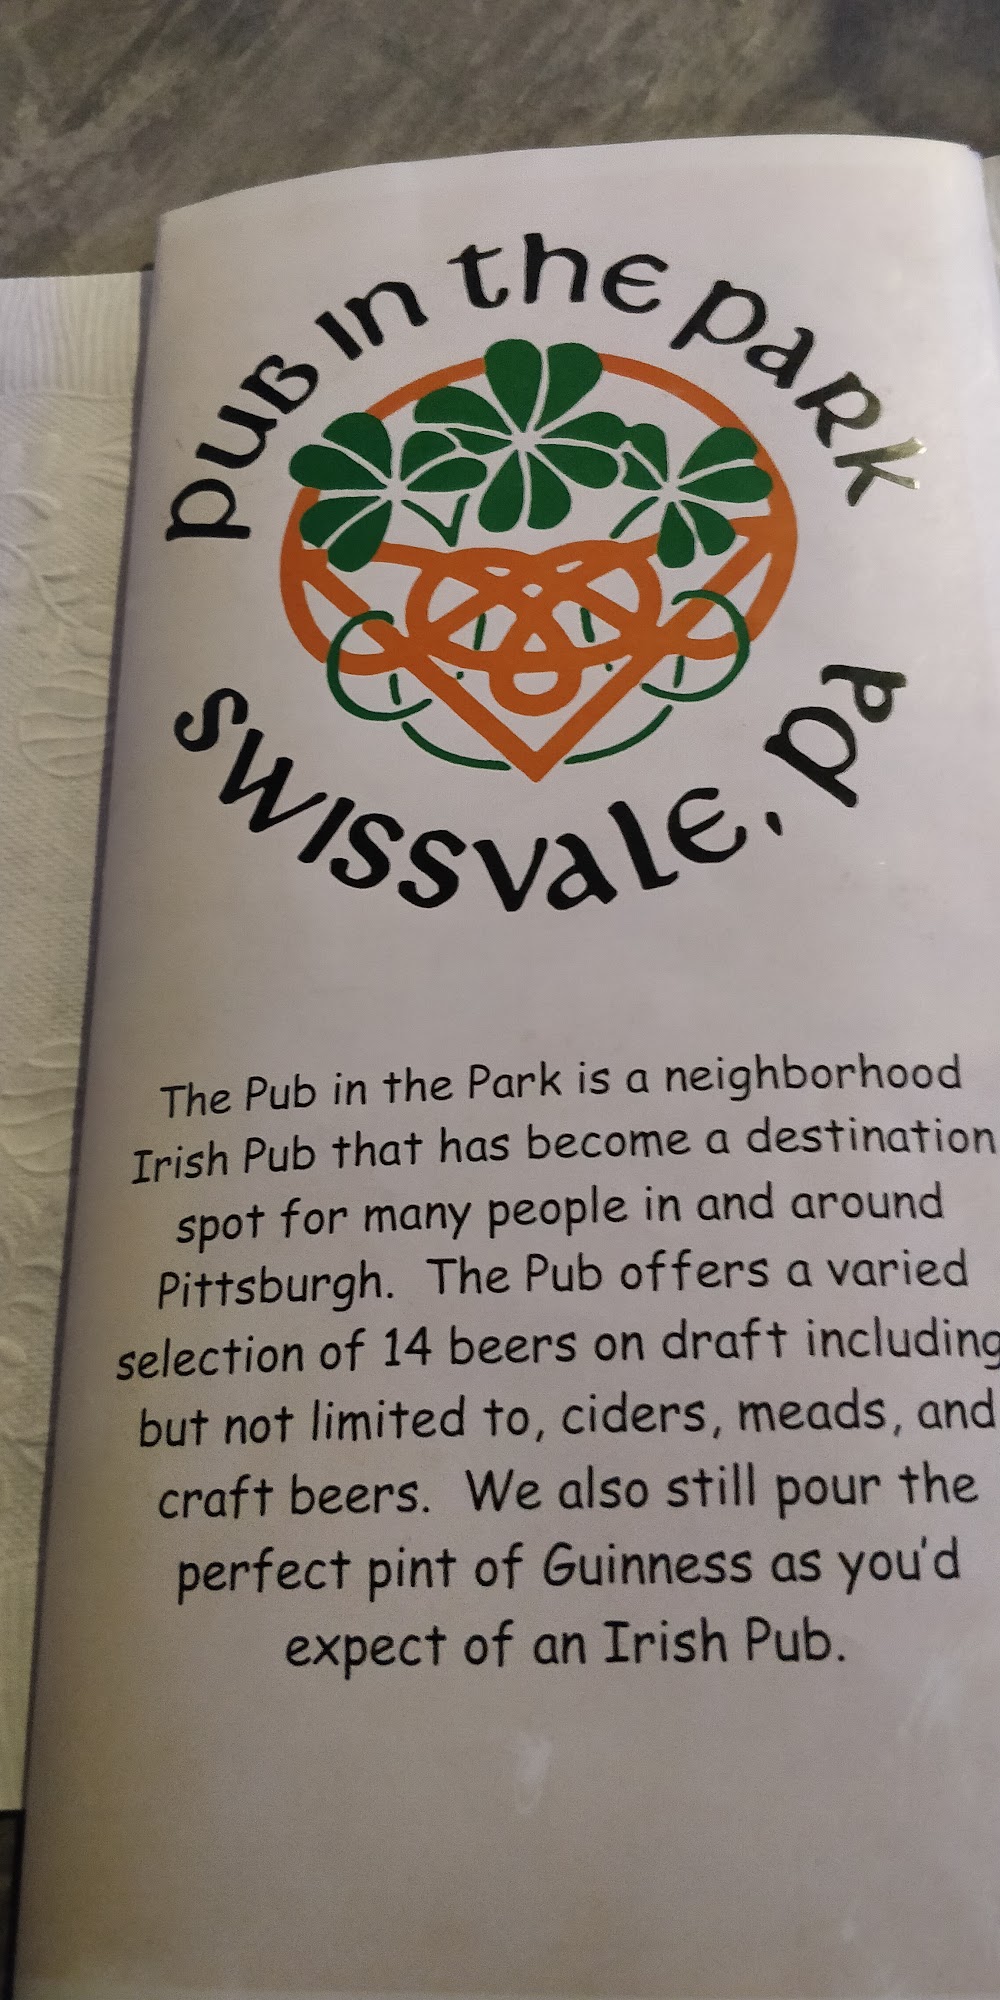 PUB IN the PARK
SWISSVALE, PA
The Pub in the Park is a neighborhood
Irish Pub that has become a destination
spot for many people in and around
Pittsburgh. The Pub offers a varied
selection of 14 beers on draft including
but not limited to, ciders, meads, and
craft beers. We also still pour the
perfect pint of Guinness as you'd
expect of an Irish Pub.